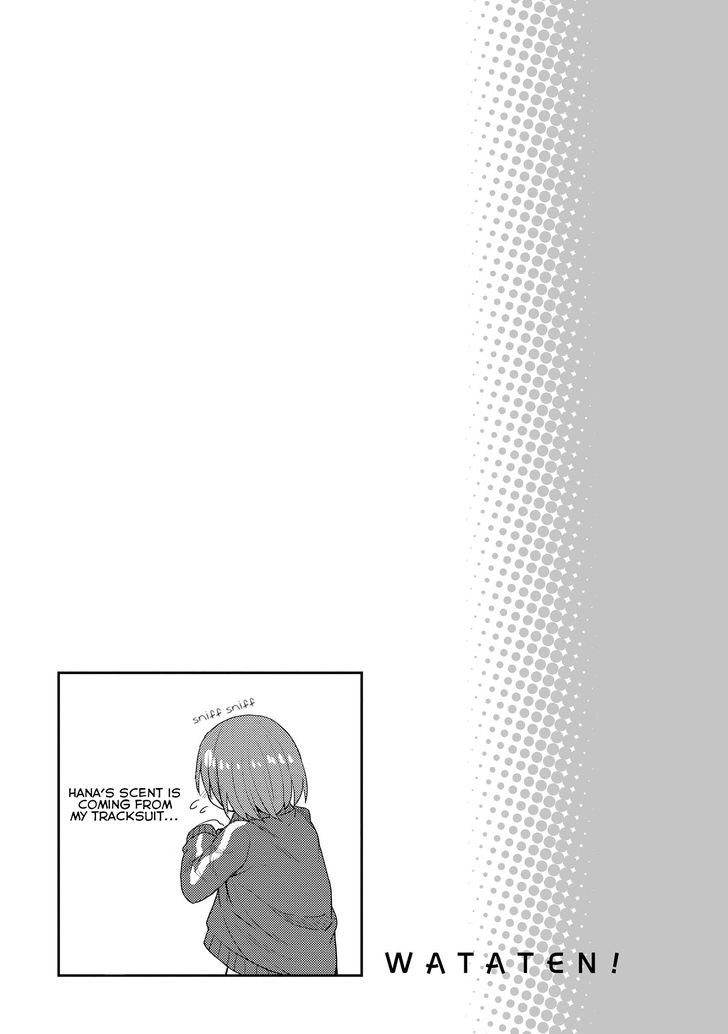 sniff sniff
HANA'S SCENT IS
COMING FROM
MY TRACKSUIT...
WATATEN!